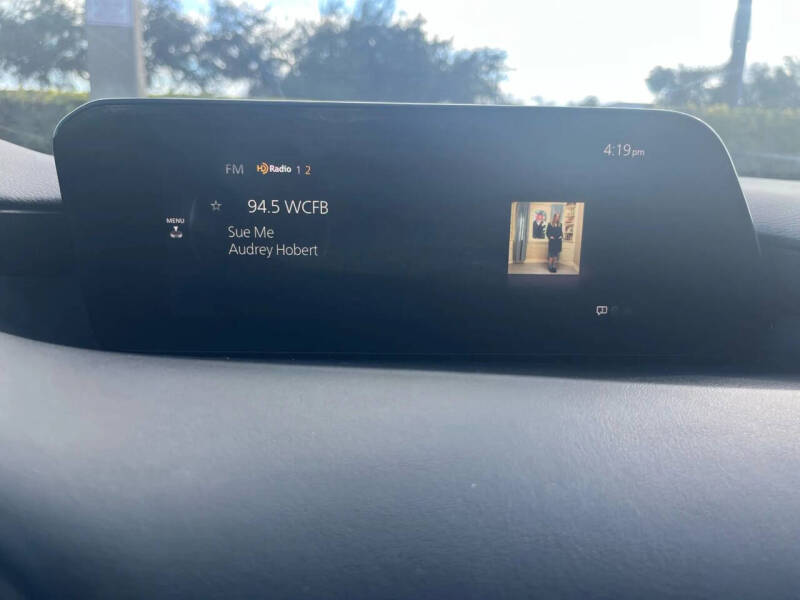 4:19pm
FM HD Radio 1 2
94.5 WCFB
MENU
Sue Me
Audrey Hobert